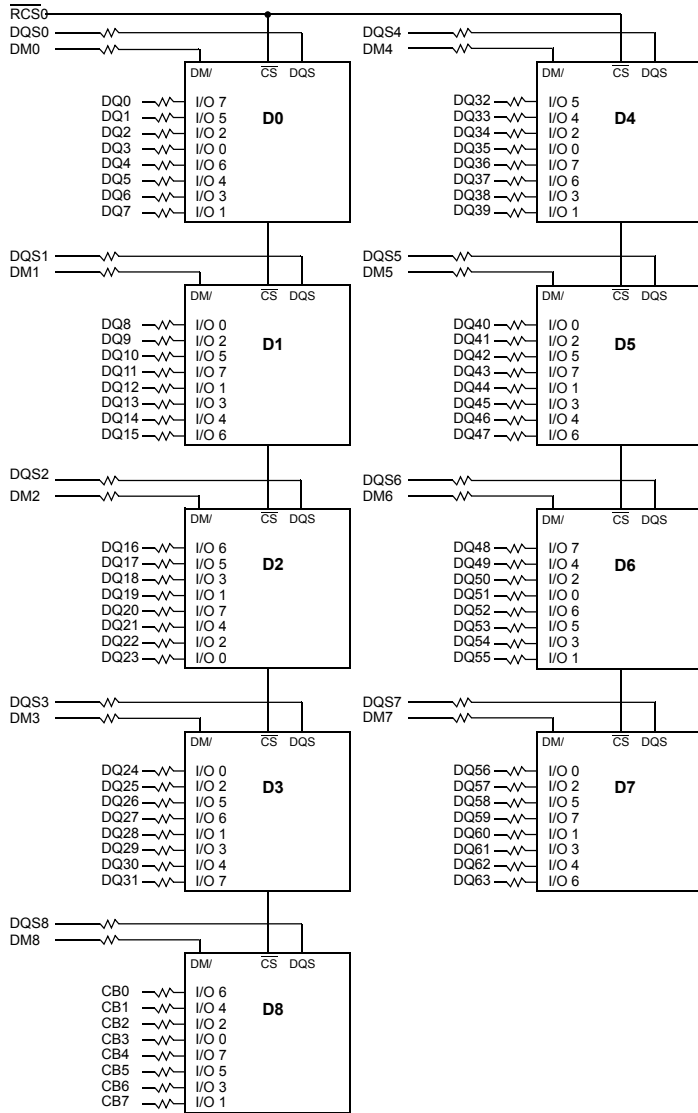 RCS0
DQS0
DM0
DM/ CS DQS
D0
DQ0 I/O 7
DQ1 I/O 5
DQ2 I/O 2
DQ3 I/O 0
DQ4 I/O 6
DQ5 I/O 4
DQ6 I/O 3
DQ7 I/O 1
DQS1
DM1
DM/ CS DQS
D1
DQ8 I/O 0
DQ9 I/O 2
DQ10 I/O 5
DQ11 I/O 7
DQ12 I/O 1
DQ13 I/O 3
DQ14 I/O 4
DQ15 I/O 6
DQS2
DM2
DM/ CS DQS
D2
DQ16 I/O 6
DQ17 I/O 5
DQ18 I/O 3
DQ19 I/O 1
DQ20 I/O 7
DQ21 I/O 4
DQ22 I/O 2
DQ23 I/O 0
DQS3
DM3
DM/ CS DQS
D3
DQ24 I/O 0
DQ25 I/O 2
DQ26 I/O 5
DQ27 I/O 6
DQ28 I/O 1
DQ29 I/O 3
DQ30 I/O 4
DQ31 I/O 7
DQS8
DM8
DM/ CS DQS
D8
CB0 I/O 6
CB1 I/O 4
CB2 I/O 2
CB3 I/O 0
CB4 I/O 7
CB5 I/O 5
CB6 I/O 3
CB7 I/O 1
DQS4
DM4
DM/ CS DQS
D4
DQ32 I/O 5
DQ33 I/O 4
DQ34 I/O 2
DQ35 I/O 0
DQ36 I/O 7
DQ37 I/O 6
DQ38 I/O 3
DQ39 I/O 1
DQS5
DM5
DM/ CS DQS
D5
DQ40 I/O 0
DQ41 I/O 2
DQ42 I/O 5
DQ43 I/O 7
DQ44 I/O 1
DQ45 I/O 3
DQ46 I/O 4
DQ47 I/O 6
DQS6
DM6
DM/ CS DQS
D6
DQ48 I/O 7
DQ49 I/O 4
DQ50 I/O 2
DQ51 I/O 0
DQ52 I/O 6
DQ53 I/O 5
DQ54 I/O 3
DQ55 I/O 1
DQS7
DM7
DM/ CS DQS
D7
DQ56 I/O 0
DQ57 I/O 2
DQ58 I/O 5
DQ59 I/O 7
DQ60 I/O 1
DQ61 I/O 3
DQ62 I/O 4
DQ63 I/O 6